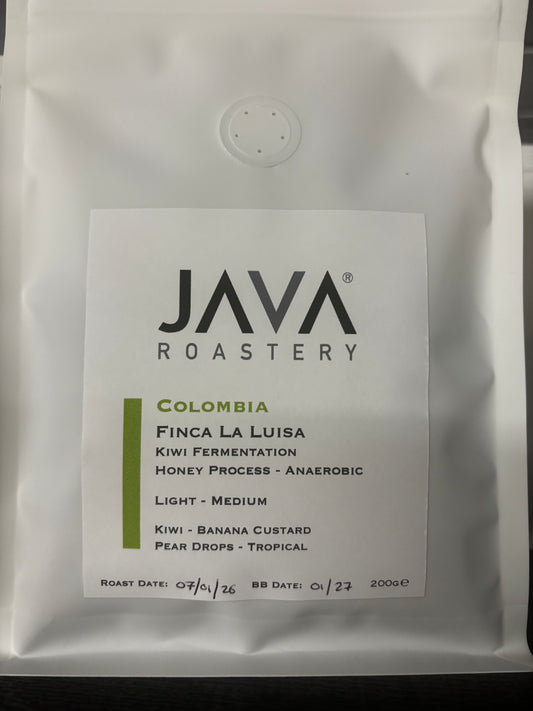 JAVA®
ROASTERY
COLOMBIA
FINCA LA LUISA
KIWI FERMENTATION
HONEY PROCESS - ANAEROBIC
LIGHT - MEDIUM
KIWI - BANANA CUSTARD
PEAR DROPS - TROPICAL
ROAST DATE: 07/01/26 BB DATE: 01/27 200G℮